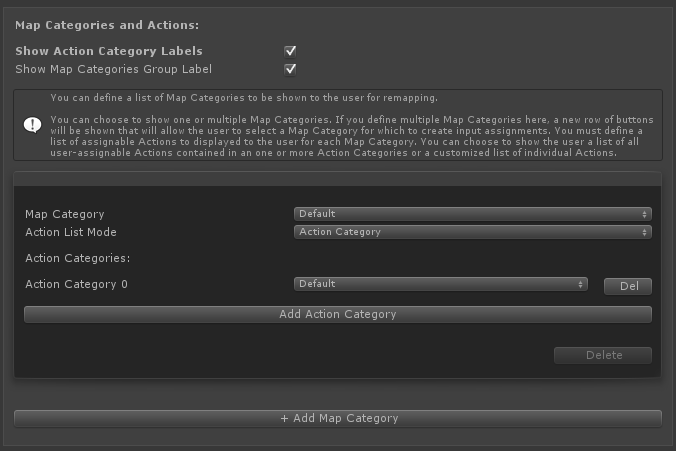 Map Categories and Actions:
Show Action Category Labels
Show Map Categories Group Label
You can define a list of Map Categories to be shown to the user for remapping.
You can choose to show one or multiple Map Categories. If you define multiple Map Categories here, a new row of buttons
will be shown that will allow the user to select a Map Category for which to create input assignments. You must define a
list of assignable Actions to displayed to the user for each Map Category. You can choose to show the user a list of all
user-assignable Actions contained in an one or more Action Categories or a customized list of individual Actions.
Map Category Default
Action List Mode Action Category
Action Categories:
Action Category 0 Default Del
Add Action Category
Delete
+ Add Map Category